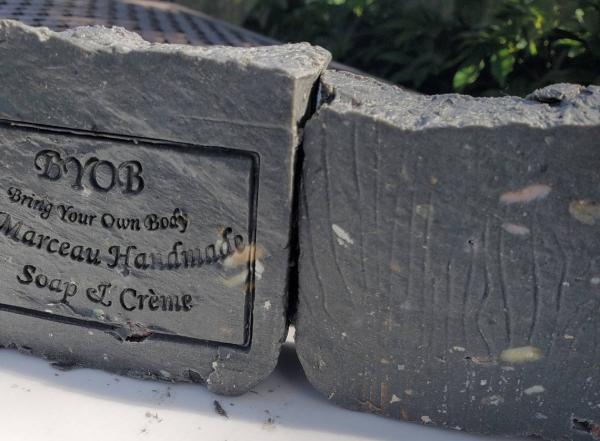 BYOB
Bring Your Own Body
Marceau Handmade
Soap & Crème